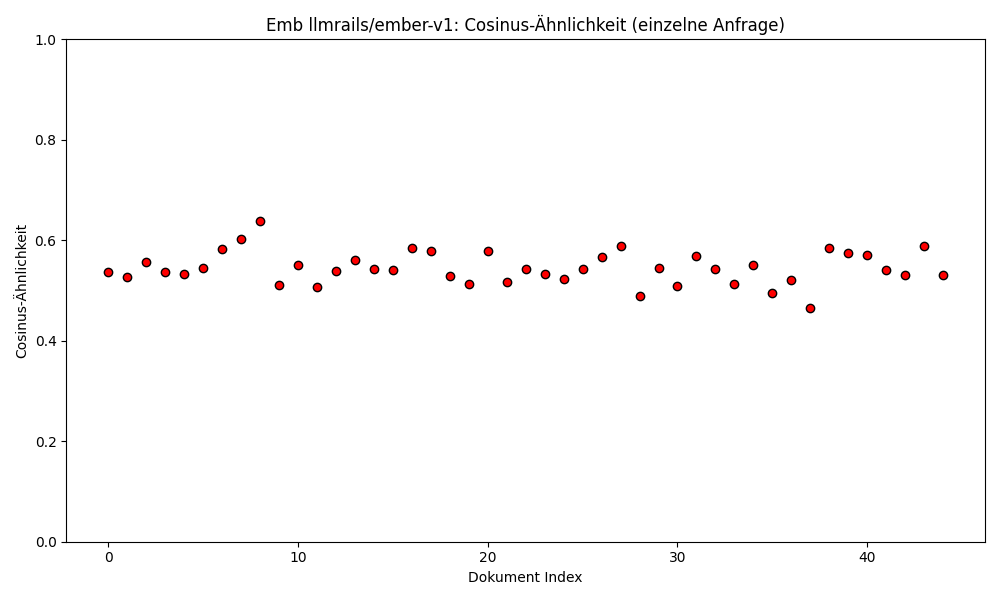 Emb llmrails/ember-v1: Cosinus-Ähnlichkeit (einzelne Anfrage)
1.0
0.8
0.6
0.4
0.2
0.0
Cosinus-Ähnlichkeit
0 10 20 30 40
Dokument Index